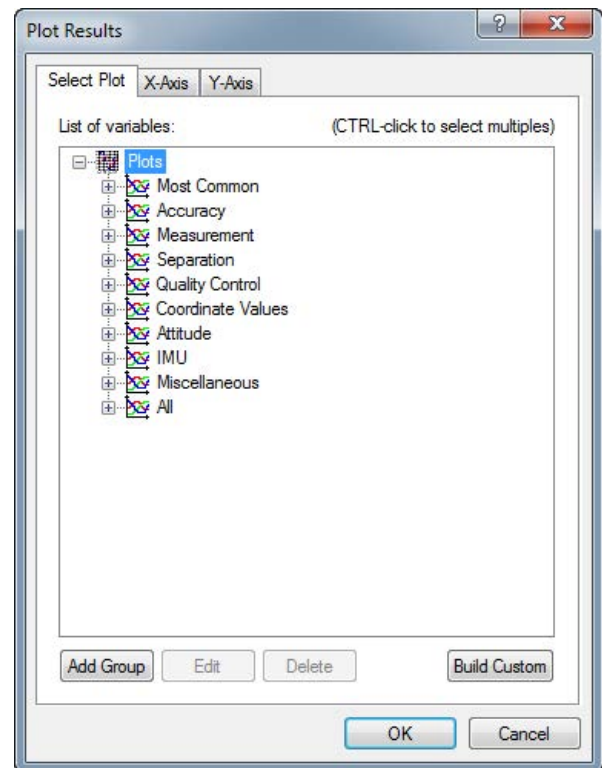 Plot Results
Select Plot X-Axis Y-Axis
List of variables: (CTRL-click to select multiples)
Plots
Most Common
Accuracy
Measurement
Separation
Quality Control
Coordinate Values
Attitude
IMU
Miscellaneous
All
Add Group Edit Delete Build Custom
OK Cancel